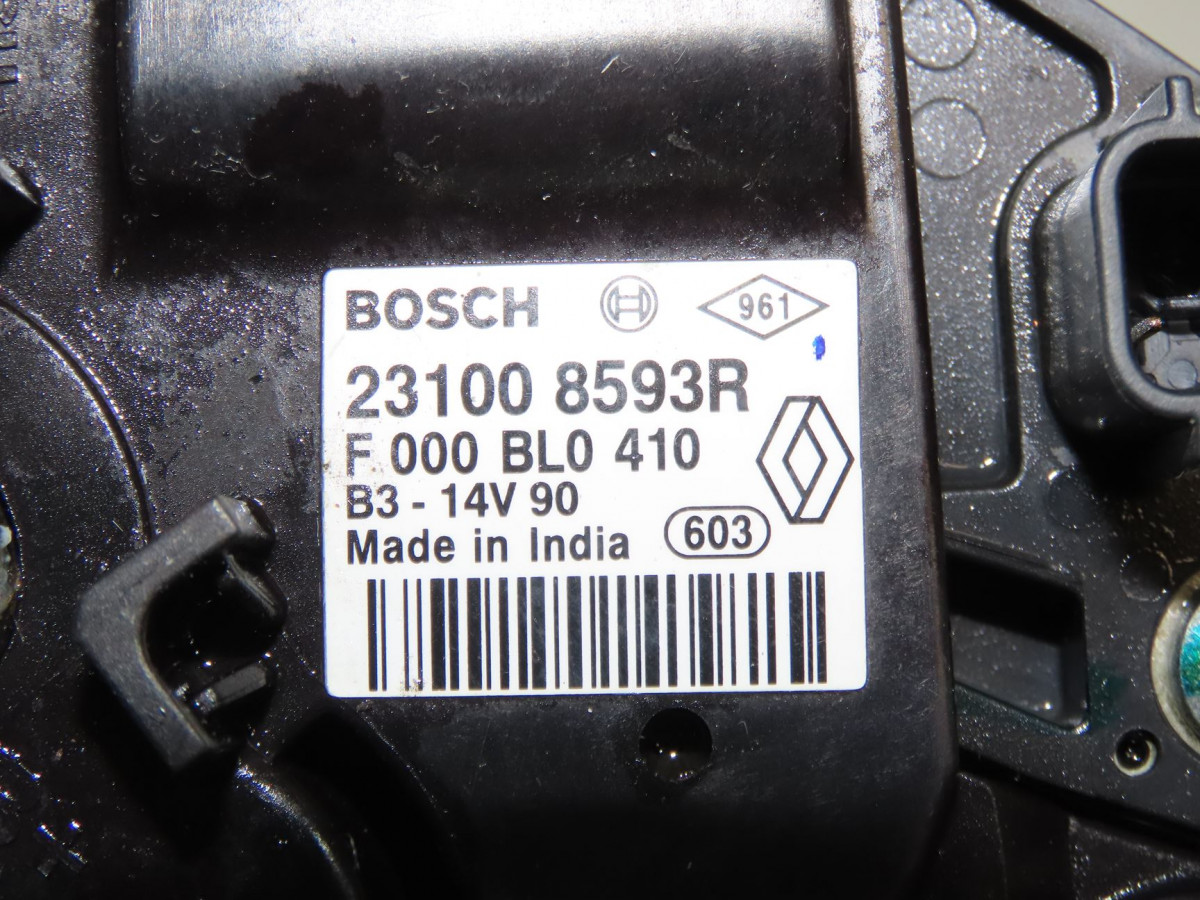 BOSCH 961
23100 8593R
F 000 BL0 410
B3 - 14V 90
Made in India 603